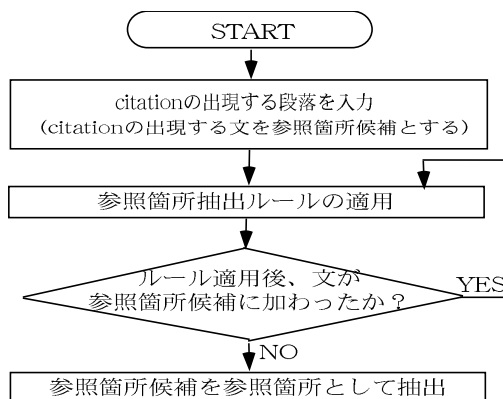 START
citationの出現する段落を入力
(citationの出現する文を参照箇所候補とする)
参照箇所抽出ルールの適用
ルール適用後、文が
参照箇所候補に加わったか？
YES
NO
参照箇所候補を参照箇所として抽出